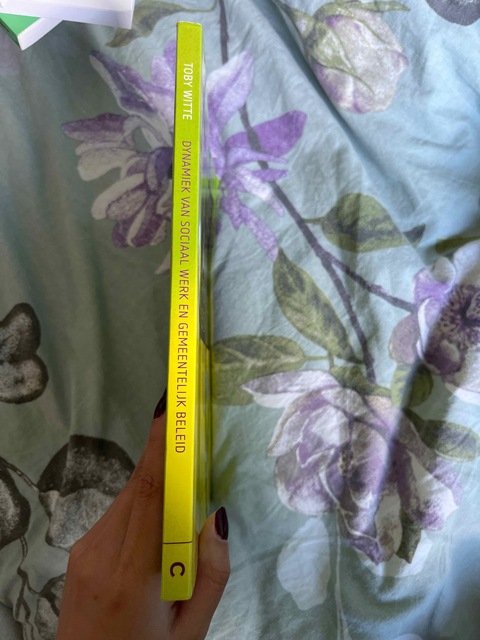 TOBY WITTE
DYNAMIEK VAN SOCIAAL WERK EN GEMEENTELIJK BELEID
C